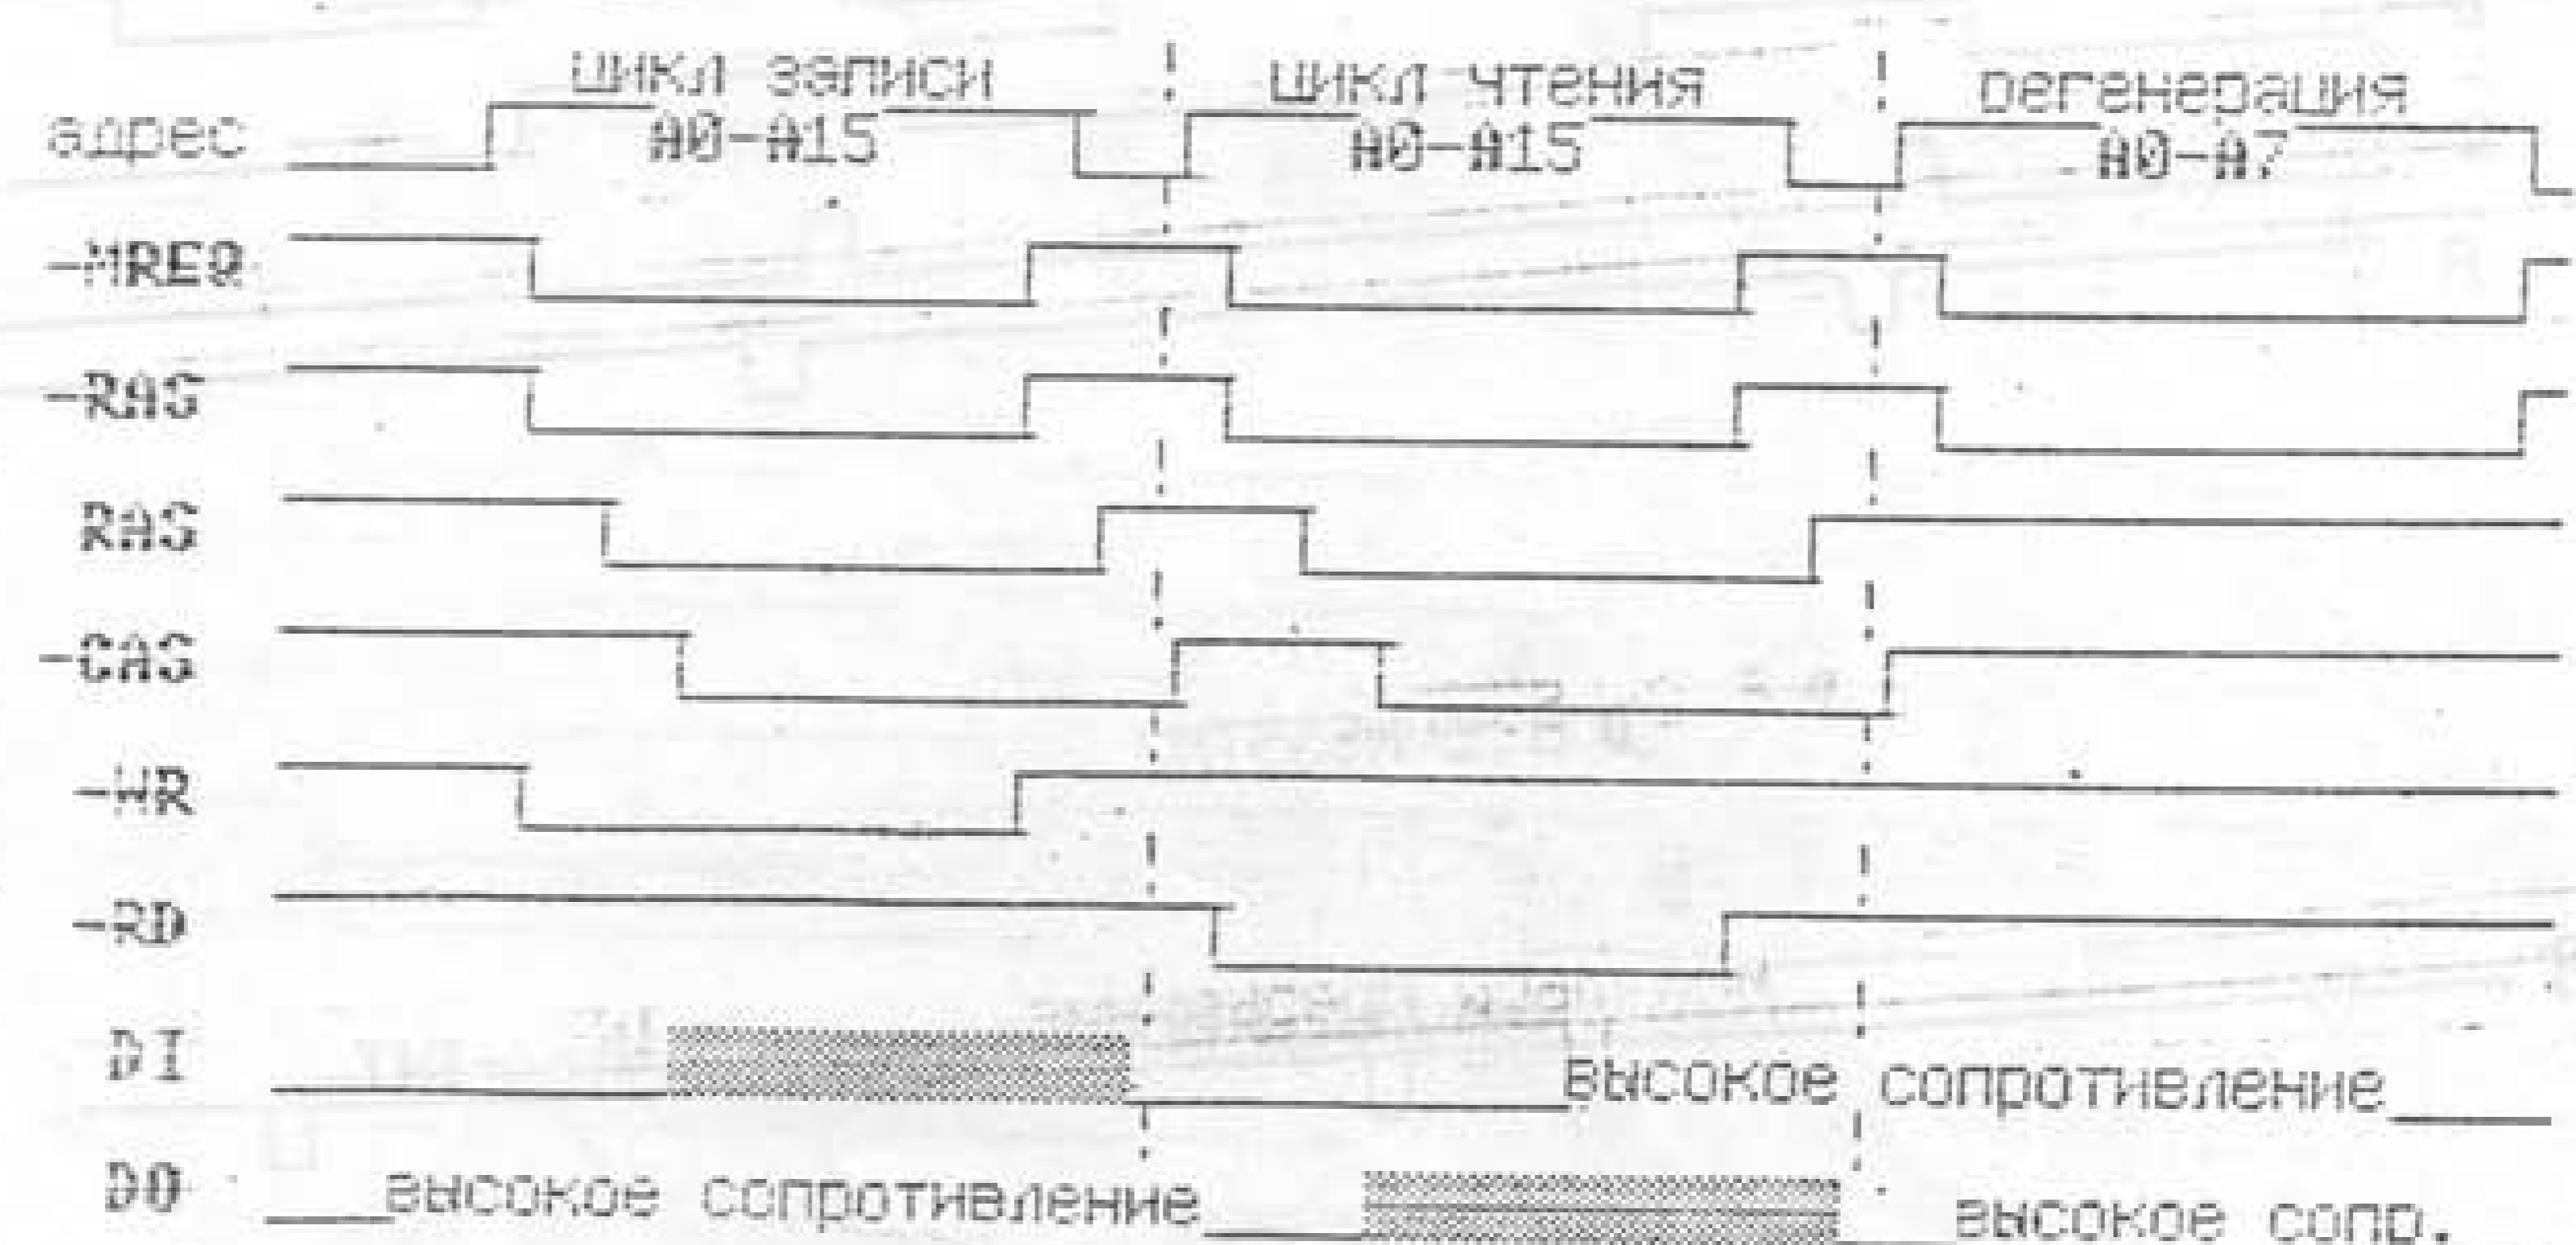 цикл записи цикл чтения регенерация
адрес A0-A15 A0-A15 A0-A7
-MREQ
-RAS
RAS
-CAS
-WR
-RD
DI высокое сопротивление
DO высокое сопротивление высокое сопр.